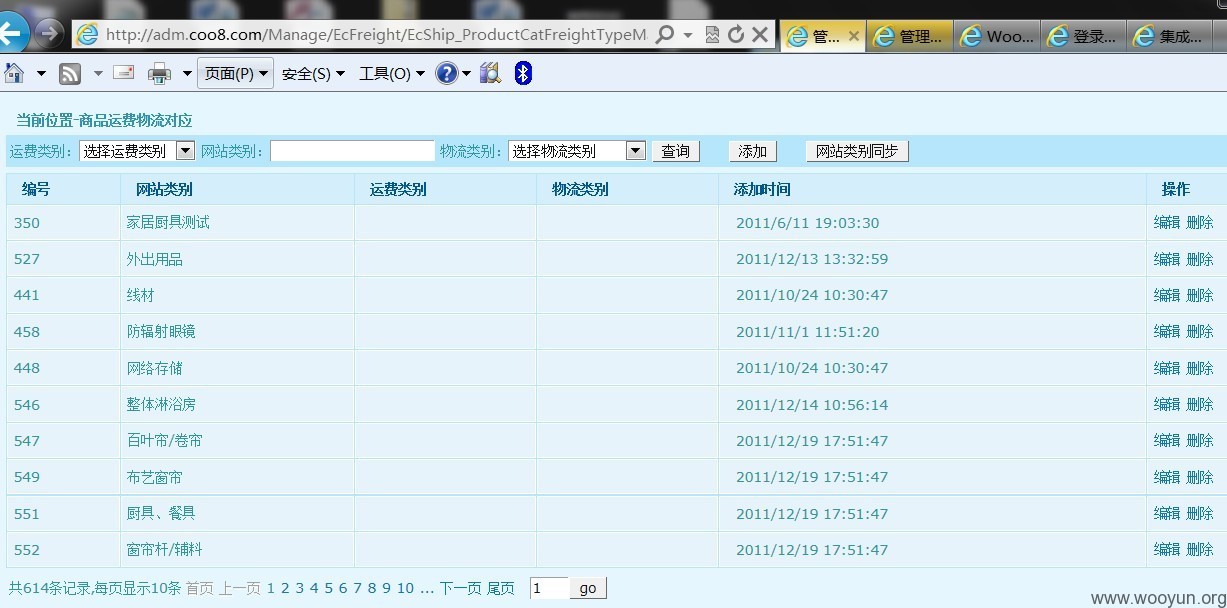 http://adm.coo8.com/Manage/EcFreight/EcShip_ProductCatFreightTypeM 管... 管理... Woo... 登录... 集成...
页面(P) 安全(S) 工具(O)
当前位置-商品运费物流对应
运费类别: 选择运费类别 网站类别: 物流类别: 选择物流类别 查询 添加 网站类别同步
编号 网站类别 运费类别 物流类别 添加时间 操作
350 家居厨具测试 2011/6/11 19:03:30 编辑 删除
527 外出用品 2011/12/13 13:32:59 编辑 删除
441 线材 2011/10/24 10:30:47 编辑 删除
458 防辐射眼镜 2011/11/1 11:51:20 编辑 删除
448 网络存储 2011/10/24 10:30:47 编辑 删除
546 整体淋浴房 2011/12/14 10:56:14 编辑 删除
547 百叶帘/卷帘 2011/12/19 17:51:47 编辑 删除
549 布艺窗帘 2011/12/19 17:51:47 编辑 删除
551 厨具、餐具 2011/12/19 17:51:47 编辑 删除
552 窗帘杆/辅料 2011/12/19 17:51:47 编辑 删除
共614条记录,每页显示10条 首页 上一页 1 2 3 4 5 6 7 8 9 10 ... 下一页 尾页 1 go
www.wooyun.org